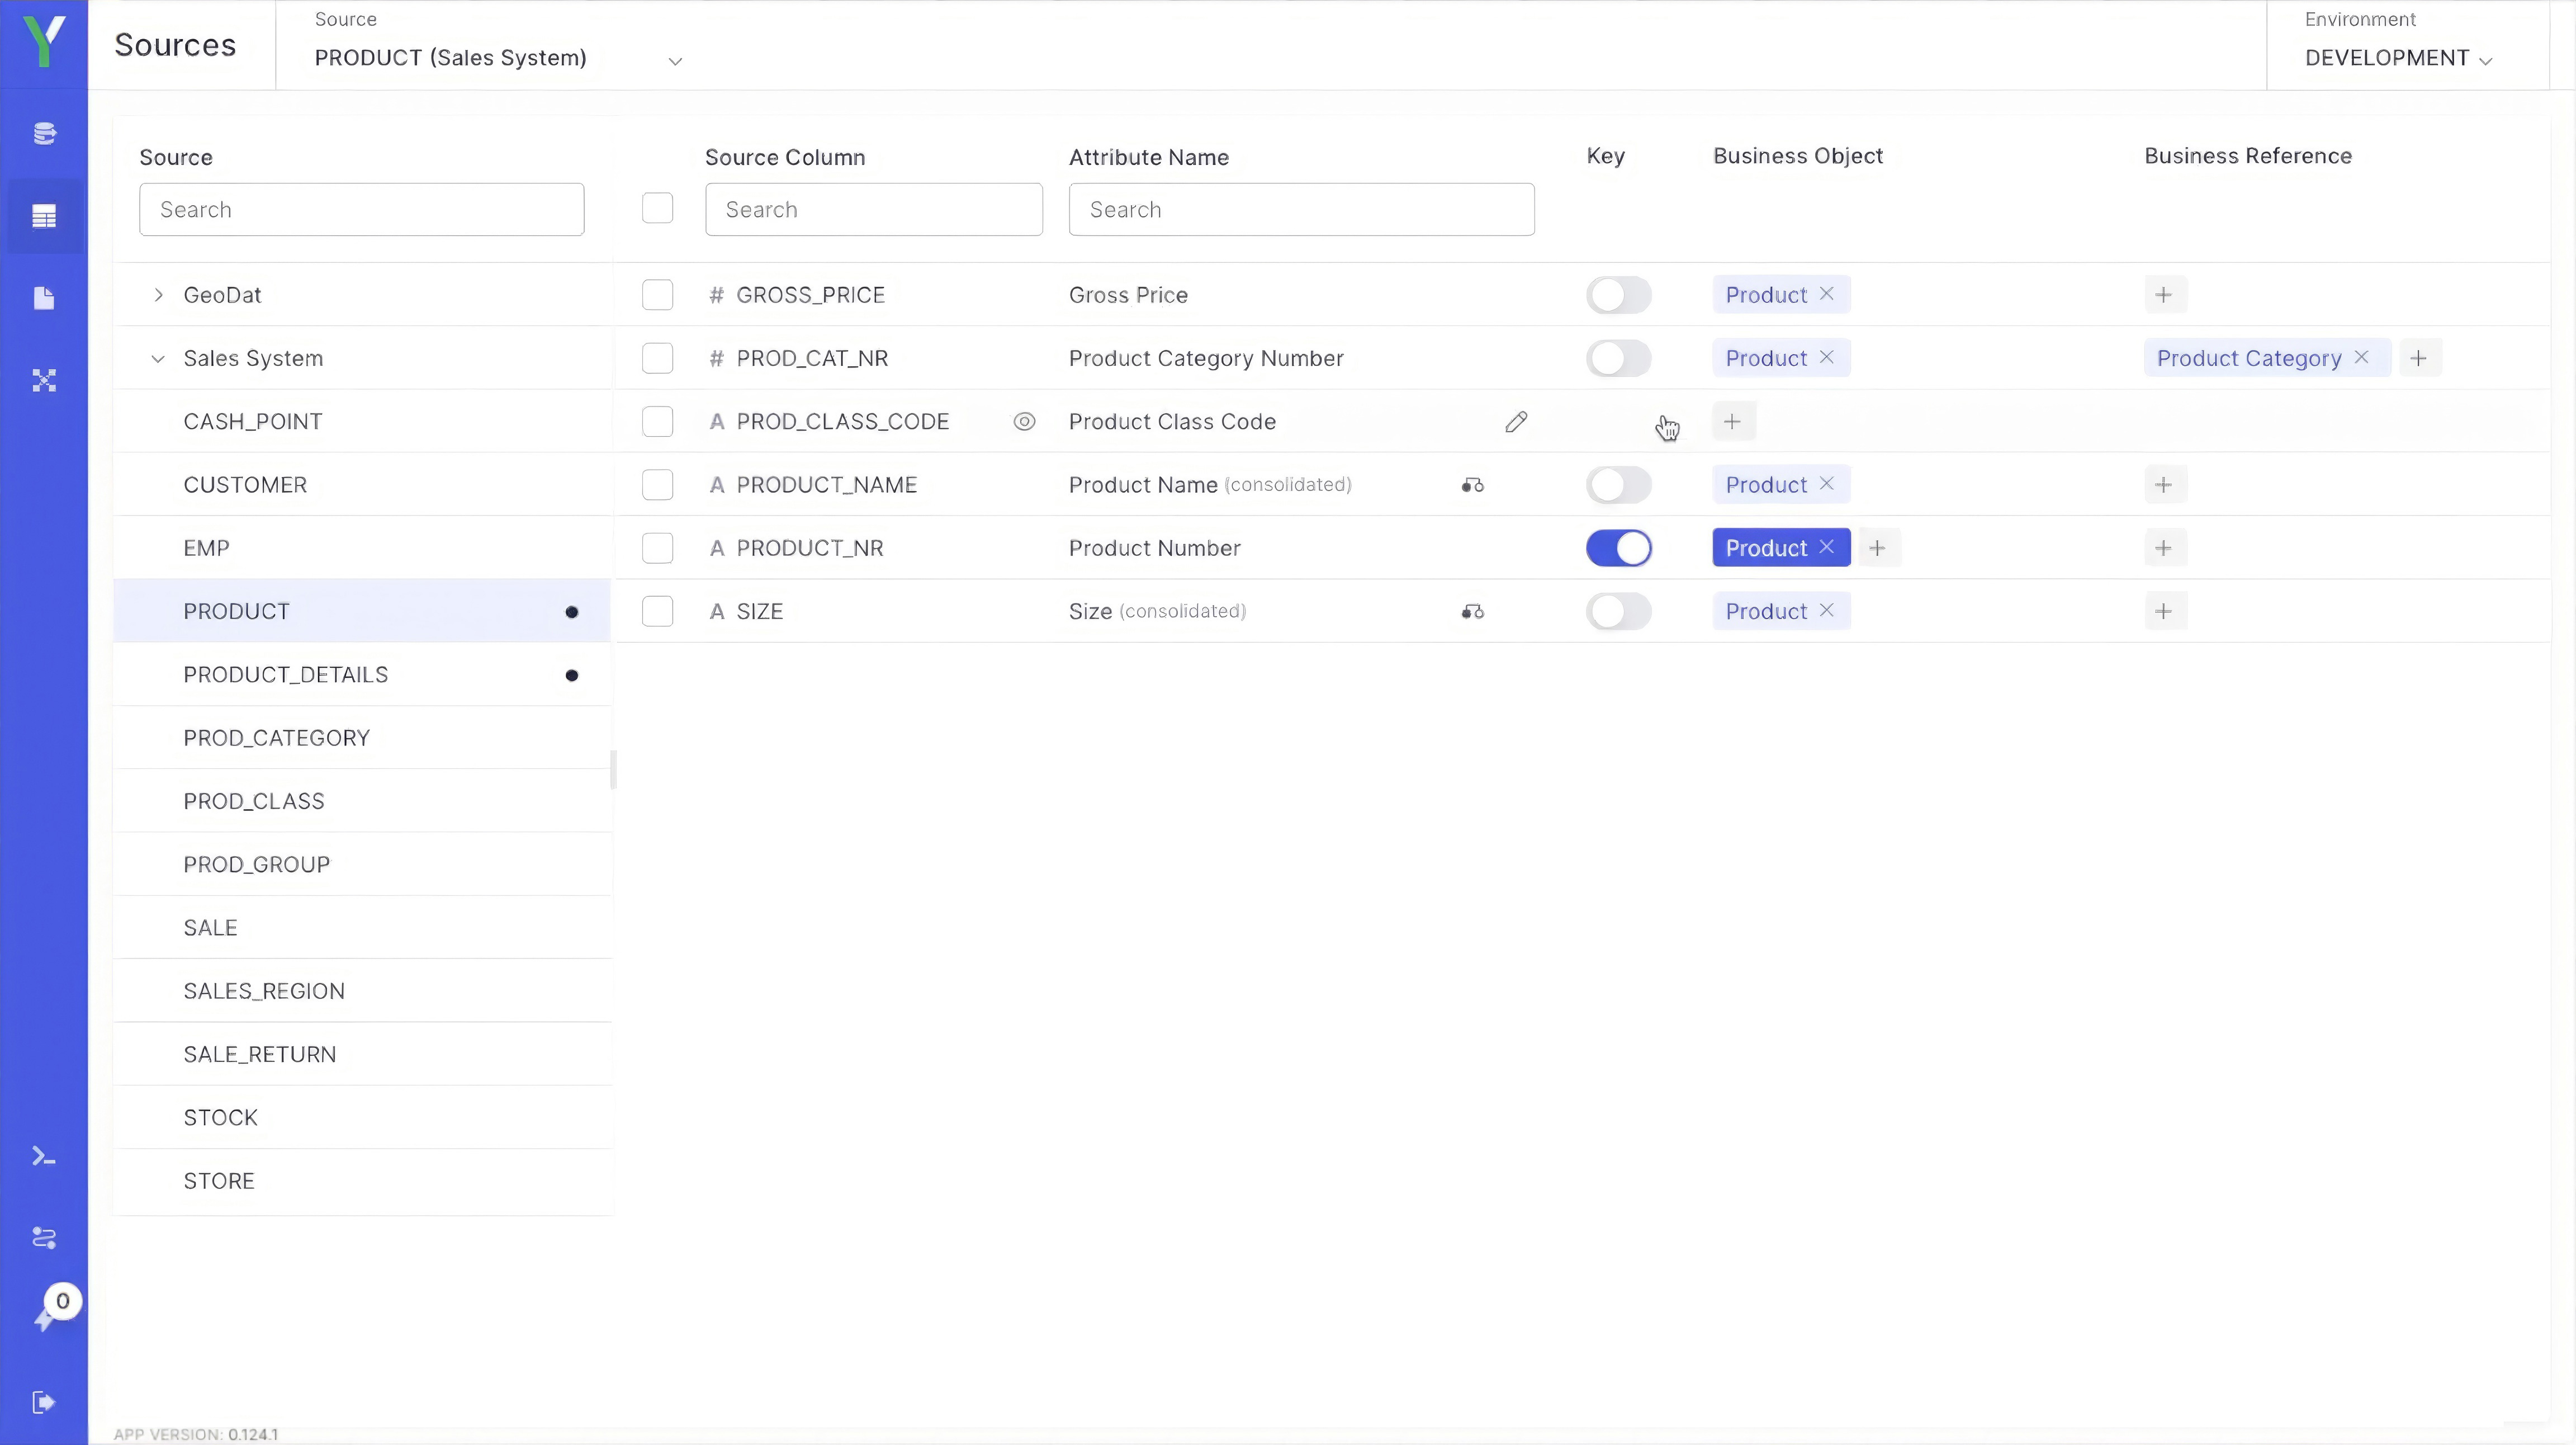 Sources
Source
PRODUCT (Sales System)
Environment
DEVELOPMENT
Source
Source Column
Attribute Name
Key
Business Object
Business Reference
Search
Search
Search
GeoDat
# GROSS_PRICE
Gross Price
Product
Sales System
# PROD_CAT_NR
Product Category Number
Product
Product Category
CASH_POINT
A PROD_CLASS_CODE
Product Class Code
CUSTOMER
A PRODUCT_NAME
Product Name (consolidated)
Product
EMP
A PRODUCT_NR
Product Number
Product
PRODUCT
A SIZE
Size (consolidated)
Product
PRODUCT_DETAILS
PROD_CATEGORY
PROD_CLASS
PROD_GROUP
SALE
SALES_REGION
SALE_RETURN
STOCK
STORE
0
APP VERSION: 0.124.1